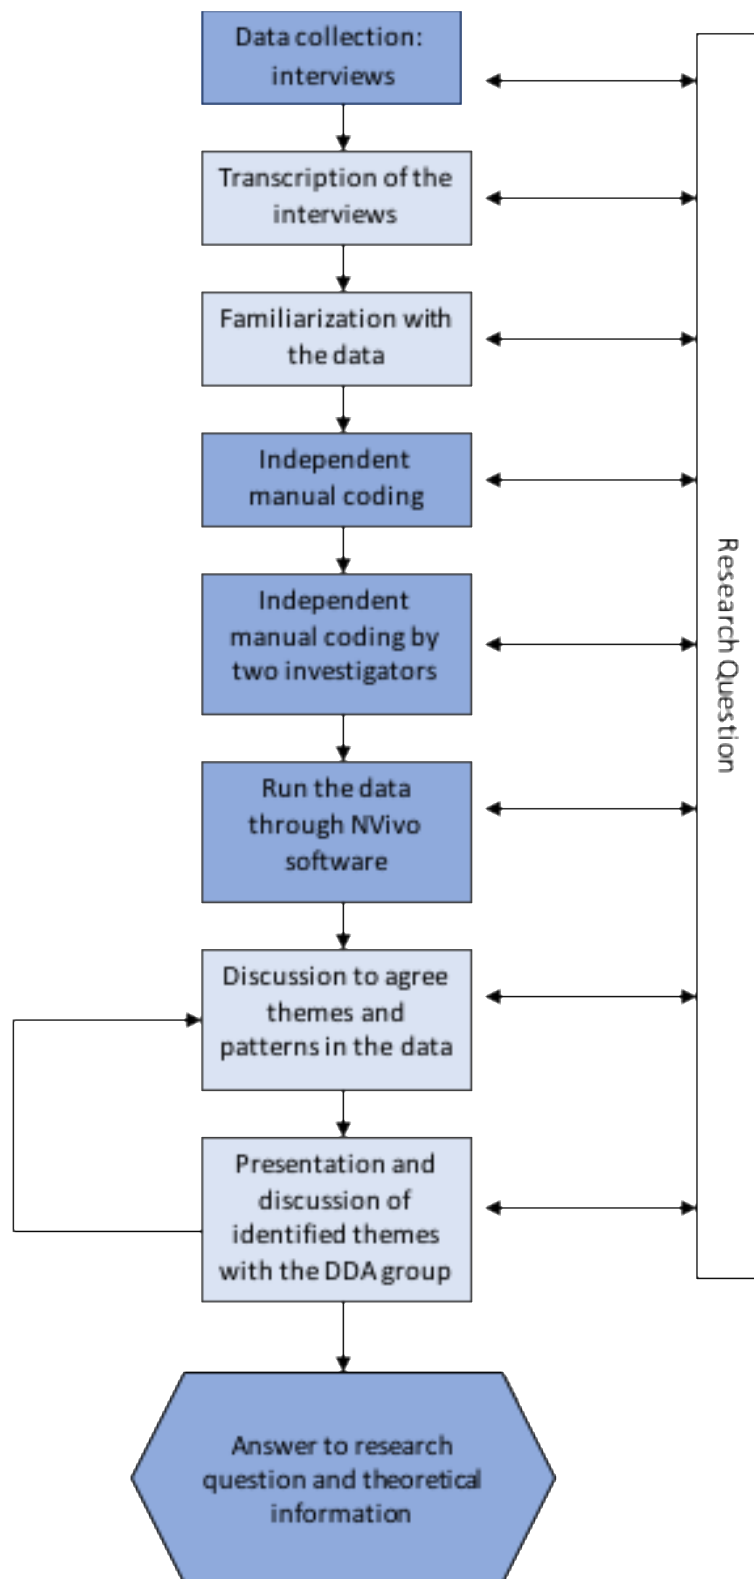 Data collection:
interviews
Transcription of the
interviews
Familiarization with
the data
Independent
manual coding
Independent
manual coding by
two investigators
Run the data
through NVivo
software
Discussion to agree
themes and
patterns in the data
Presentation and
discussion of
identified themes
with the DDA group
Answer to research
question and theoretical
information
Research Question